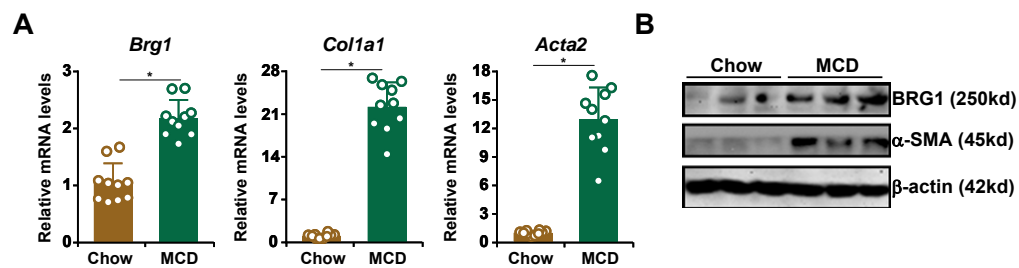 A
Brg1
Relative mRNA levels
3
2
1
0
*
Chow
MCD
Col1a1
Relative mRNA levels
28
21
14
7
0
*
Chow
MCD
Acta2
Relative mRNA levels
18
15
12
9
6
3
0
*
Chow
MCD
B
Chow
MCD
BRG1 (250kd)
α-SMA (45kd)
β-actin (42kd)